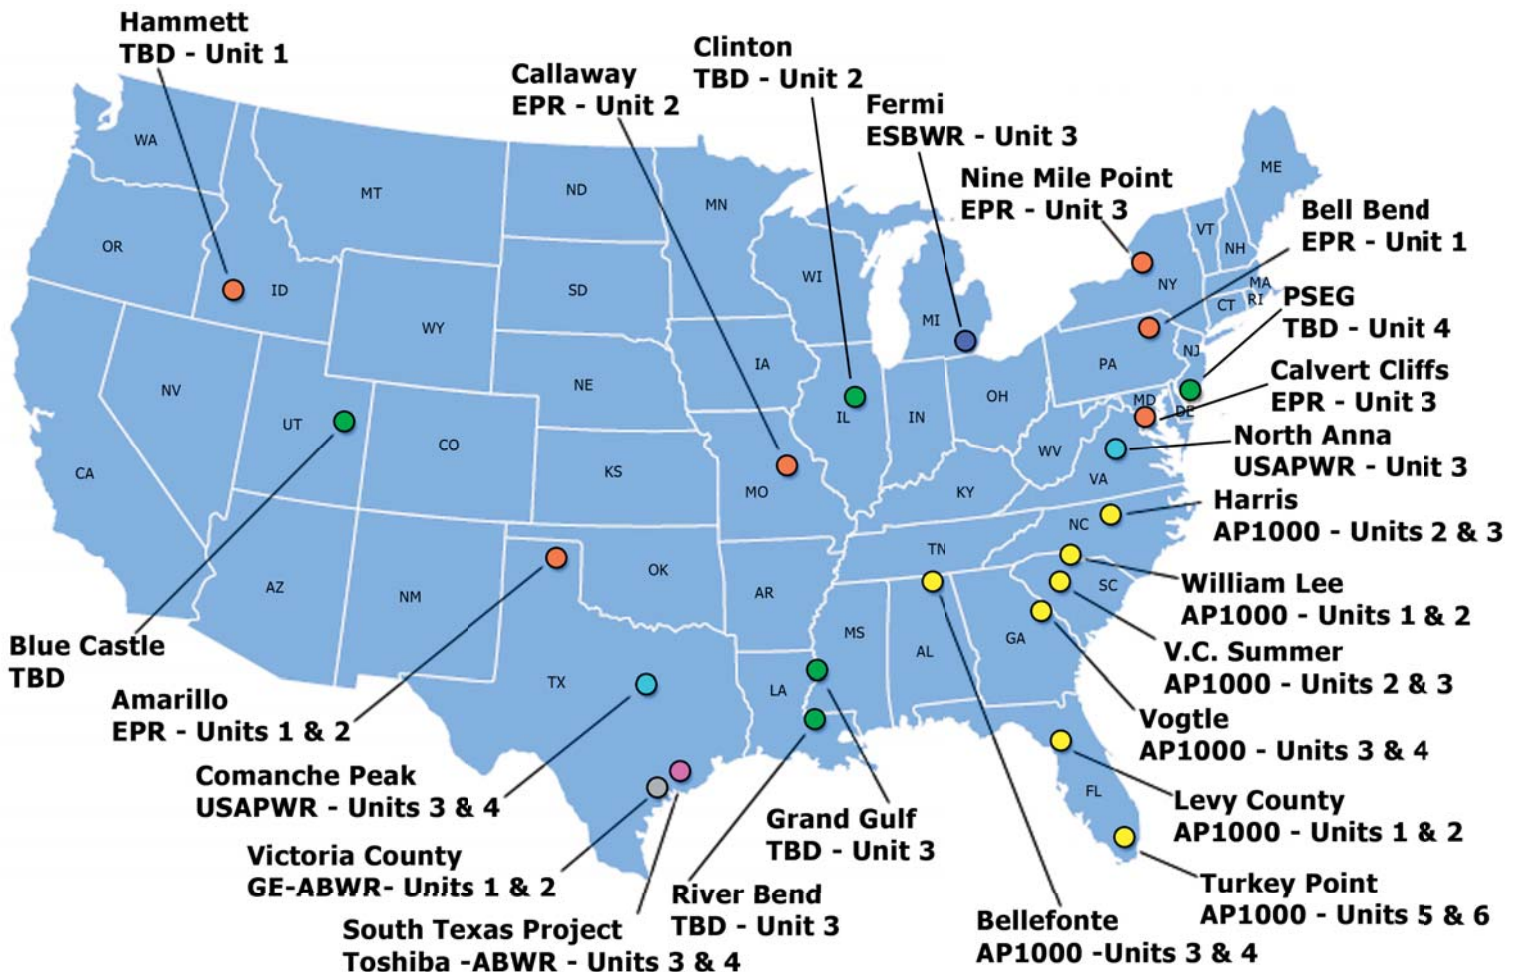 Hammett
TBD - Unit 1
Callaway
EPR - Unit 2
Clinton
TBD - Unit 2
Fermi
ESBWR - Unit 3
Nine Mile Point
EPR - Unit 3
Bell Bend
EPR - Unit 1
PSEG
TBD - Unit 4
Calvert Cliffs
EPR - Unit 3
North Anna
USAPWR - Unit 3
Harris
AP1000 - Units 2 & 3
William Lee
AP1000 - Units 1 & 2
V.C. Summer
AP1000 - Units 2 & 3
Vogtle
AP1000 - Units 3 & 4
Levy County
AP1000 - Units 1 & 2
Turkey Point
AP1000 - Units 5 & 6
Bellefonte
AP1000 -Units 3 & 4
Grand Gulf
TBD - Unit 3
River Bend
TBD - Unit 3
South Texas Project
Toshiba -ABWR - Units 3 & 4
Victoria County
GE-ABWR- Units 1 & 2
Comanche Peak
USAPWR - Units 3 & 4
Amarillo
EPR - Units 1 & 2
Blue Castle
TBD
WA
OR
CA
NV
ID
MT
WY
UT
AZ
CO
NM
ND
SD
NE
KS
OK
TX
MN
IA
MO
AR
LA
WI
IL
MI
IN
OH
KY
TN
MS
AL
GA
FL
SC
NC
VA
WV
MD
DE
PA
NJ
NY
CT
RI
MA
VT
NH
ME